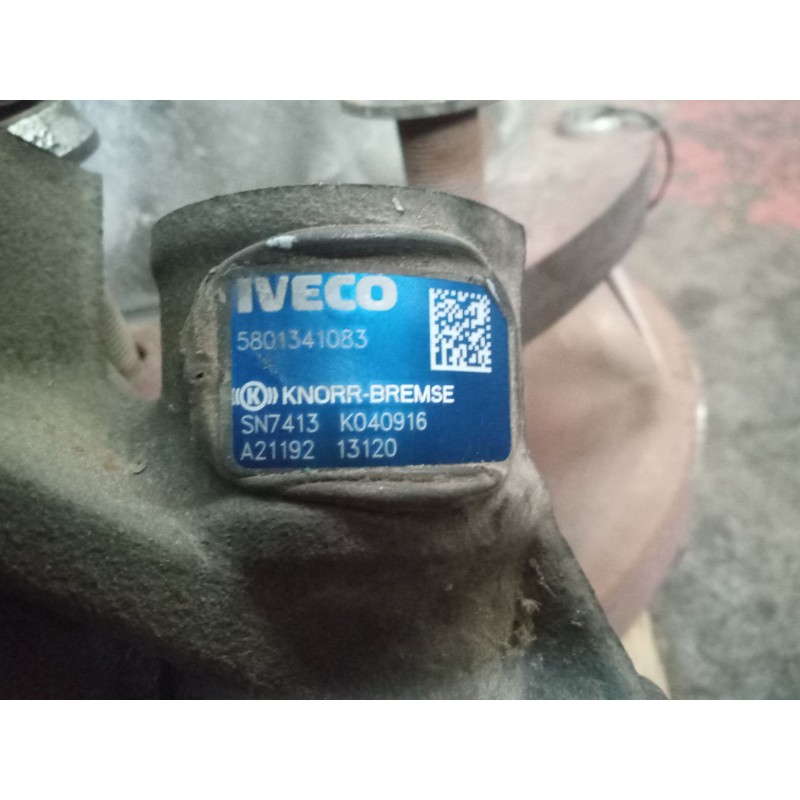 IVECO
5801341083
K KNORR-BREMSE
SN7413 K040916
A21192 13120